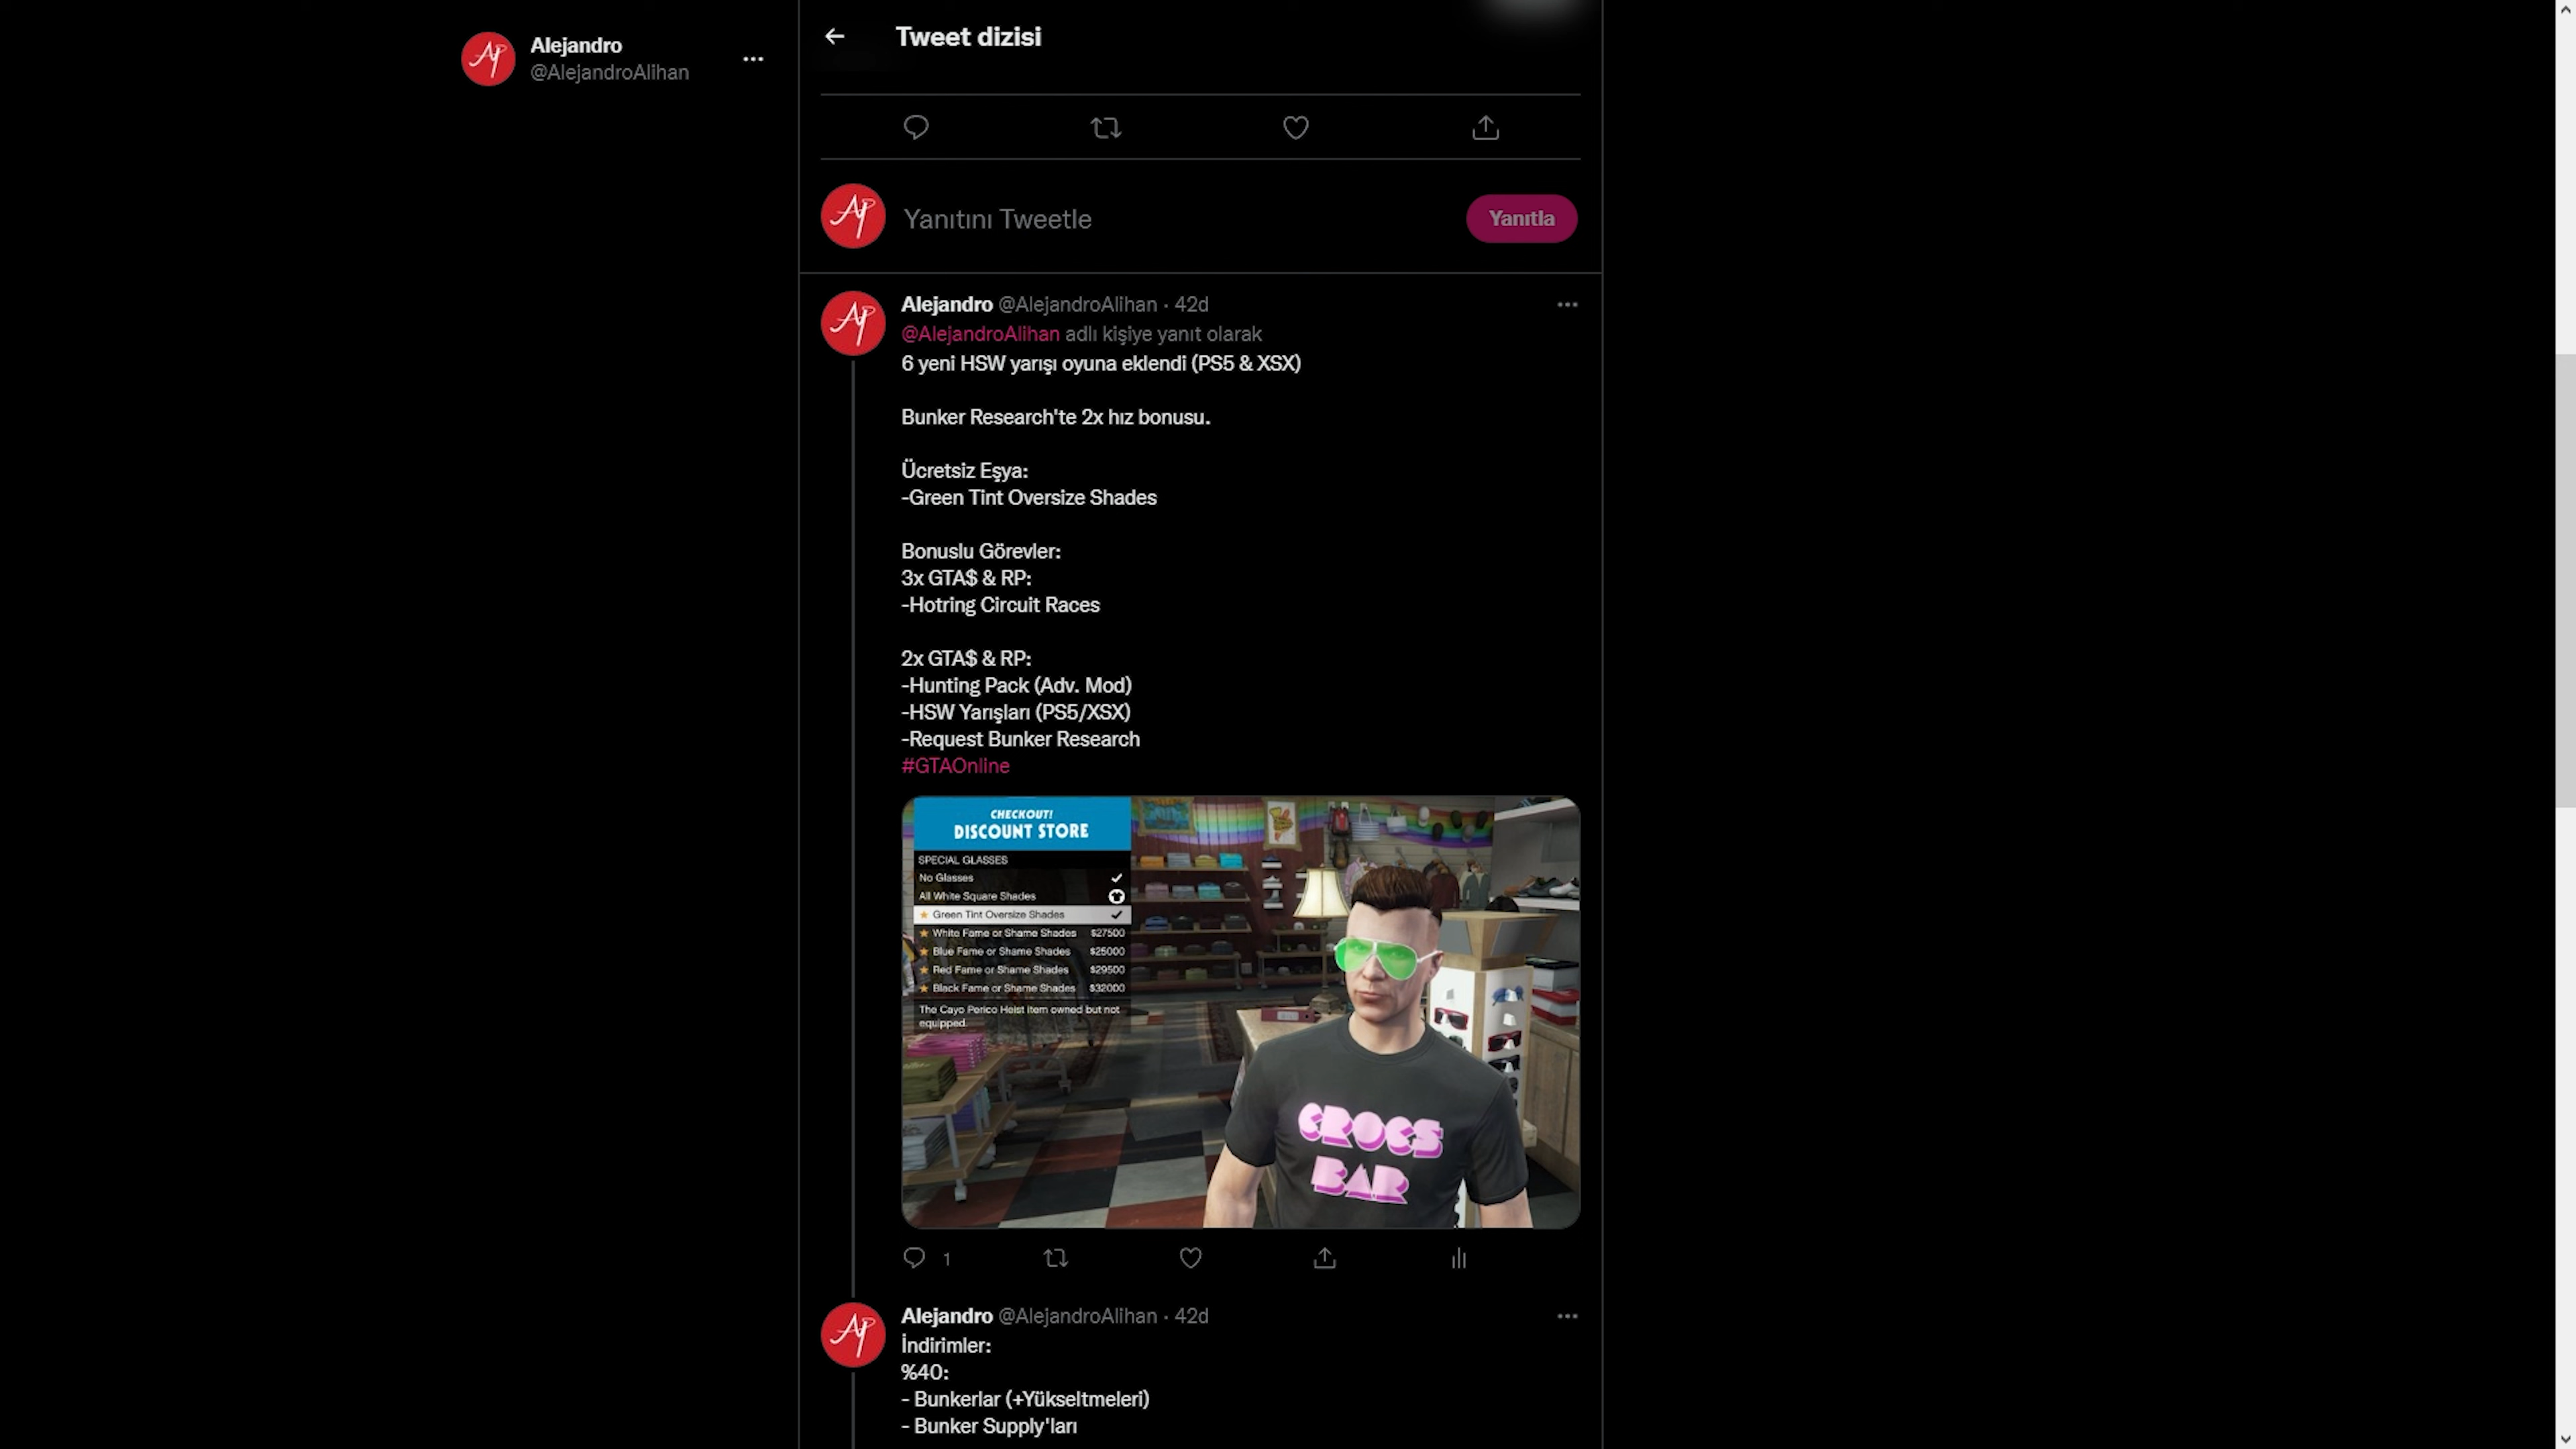 Alejandro
@AlejandroAlihan
Tweet dizisi
Yanıtını Tweetle
Yanıtla
Alejandro @AlejandroAlihan · 42d
@AlejandroAlihan adlı kişiye yanıt olarak
6 yeni HSW yarışı oyuna eklendi (PS5 & XSX)
Bunker Research'te 2x hız bonusu.
Ücretsiz Eşya:
-Green Tint Oversize Shades
Bonuslu Görevler:
3x GTA$ & RP:
-Hotring Circuit Races
2x GTA$ & RP:
-Hunting Pack (Adv. Mod)
-HSW Yarışları (PS5/XSX)
-Request Bunker Research
#GTAOnline
CHECKOUT!
DISCOUNT STORE
SPECIAL GLASSES
No Glasses
All White Square Shades
Green Tint Oversize Shades
White Fame or Shame Shades $27500
Blue Fame or Shame Shades $25000
Red Fame or Shame Shades $29500
Black Fame or Shame Shades $32000
The Cayo Perico Heist item owned but not
equipped.
CROCS
BAR
1
Alejandro @AlejandroAlihan · 42d
İndirimler:
%40:
- Bunkerlar (+Yükseltmeleri)
- Bunker Supply'ları